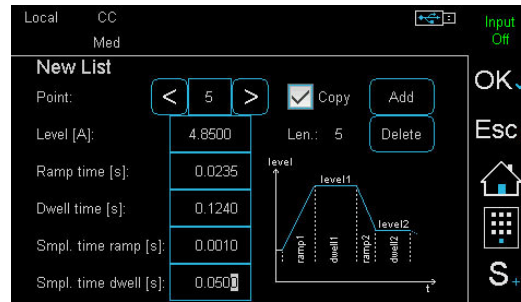 Local CC
Med
Input
Off
New List
Point: < 5 > Copy Add
Level [A]: 4.8500 Len.: 5 Delete
Ramp time [s]: 0.0235
Dwell time [s]: 0.1240
Smpl. time ramp [s]: 0.0010
Smpl. time dwell [s]: 0.0500
level
level1
level2
ramp1
dwell1
ramp2
dwell2
t
OK
Esc
S+